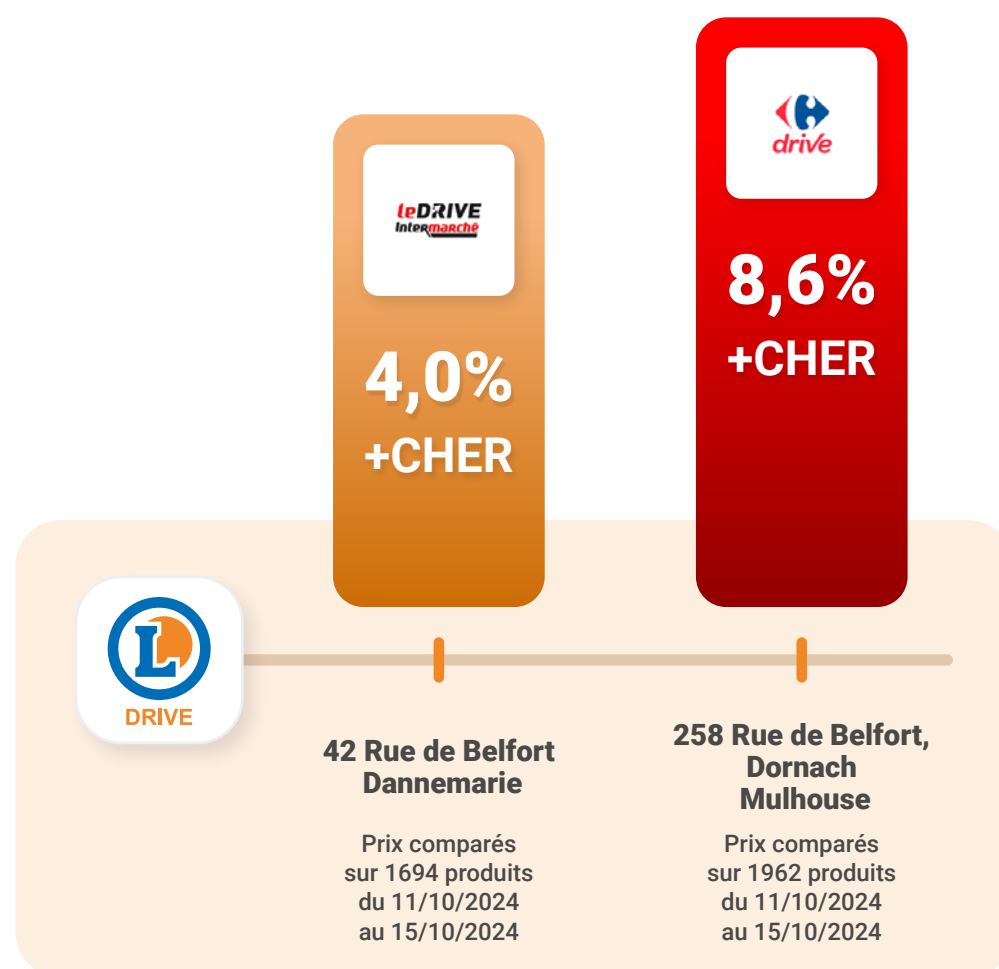 leDRIVE
Intermarché
4,0%
+CHER
drive
8,6%
+CHER
L
DRIVE
42 Rue de Belfort
Dannemarie
Prix comparés
sur 1694 produits
du 11/10/2024
au 15/10/2024
258 Rue de Belfort,
Dornach
Mulhouse
Prix comparés
sur 1962 produits
du 11/10/2024
au 15/10/2024